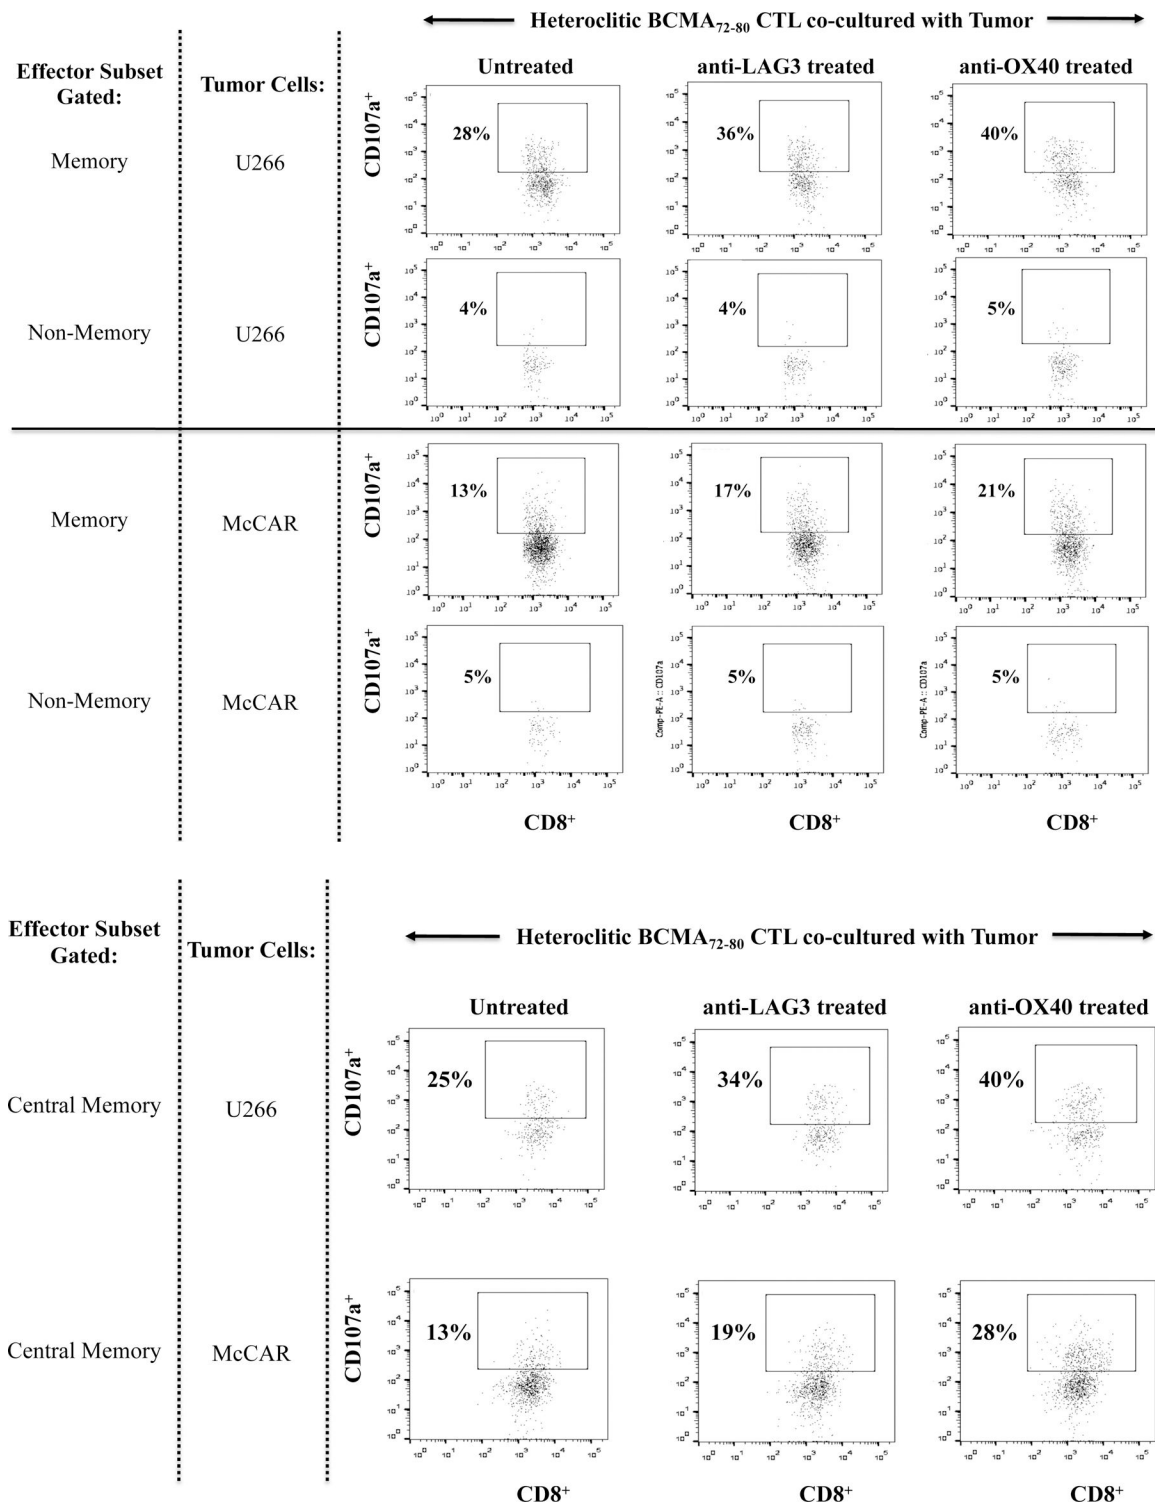 Heteroclitic BCMA72-80 CTL co-cultured with Tumor
Effector Subset
Gated:
Tumor Cells:
Untreated
anti-LAG3 treated
anti-OX40 treated
Memory
U266
CD107a+
28%
36%
40%
Non-Memory
U266
CD107a+
4%
4%
5%
Memory
McCAR
CD107a+
13%
17%
21%
Non-Memory
McCAR
CD107a+
5%
Comp-PE-A :: CD107a
5%
Comp-PE-A :: CD107a
5%
CD8+
CD8+
CD8+
Effector Subset
Gated:
Tumor Cells:
Heteroclitic BCMA72-80 CTL co-cultured with Tumor
Untreated
anti-LAG3 treated
anti-OX40 treated
Central Memory
U266
CD107a+
25%
34%
40%
Central Memory
McCAR
CD107a+
13%
19%
28%
CD8+
CD8+
CD8+